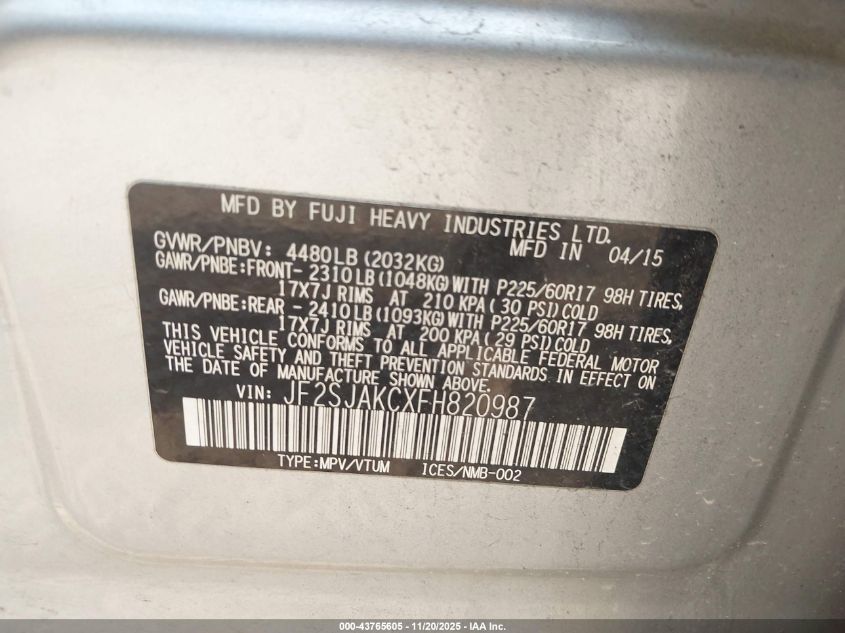 MFD BY FUJI HEAVY INDUSTRIES LTD.
MFD IN 04/15
GVWR/PNBV: 4480LB (2032KG)
GAWR/PNBE:FRONT- 2310LB (1048KG) WITH P225/60R17 98H TIRES,
17X7J RIMS AT 210 KPA (30 PSI) COLD
GAWR/PNBE:REAR - 2410LB (1093KG) WITH P225/60R17 98H TIRES,
17X7J RIMS AT 200 KPA (29 PSI) COLD
THIS VEHICLE CONFORMS TO ALL APPLICABLE FEDERAL MOTOR
VEHICLE SAFETY AND THEFT PREVENTION STANDARDS IN EFFECT ON
THE DATE OF MANUFACTURE SHOWN ABOVE.
VIN: JF2SJAKCXFH820987
TYPE:MPV/VTUM ICES/NMB-002
000-43765605 - 11/20/2025 - IAA Inc.